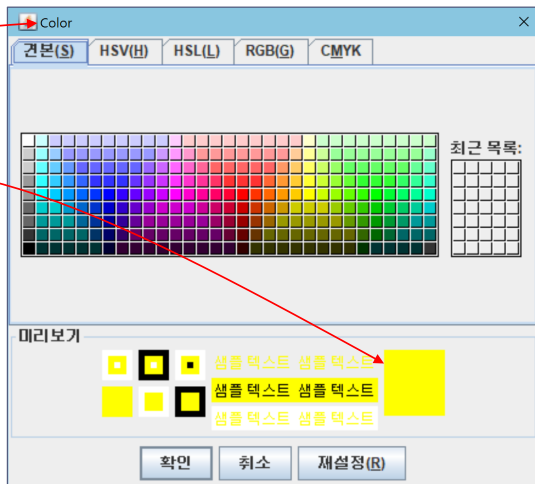 Color
견본(S) HSV(H) HSL(L) RGB(G) CMYK
최근 목록:
미리보기
샘플 텍스트 샘플 텍스트
샘플 텍스트 샘플 텍스트
샘플 텍스트 샘플 텍스트
확인 취소 재설정(R)